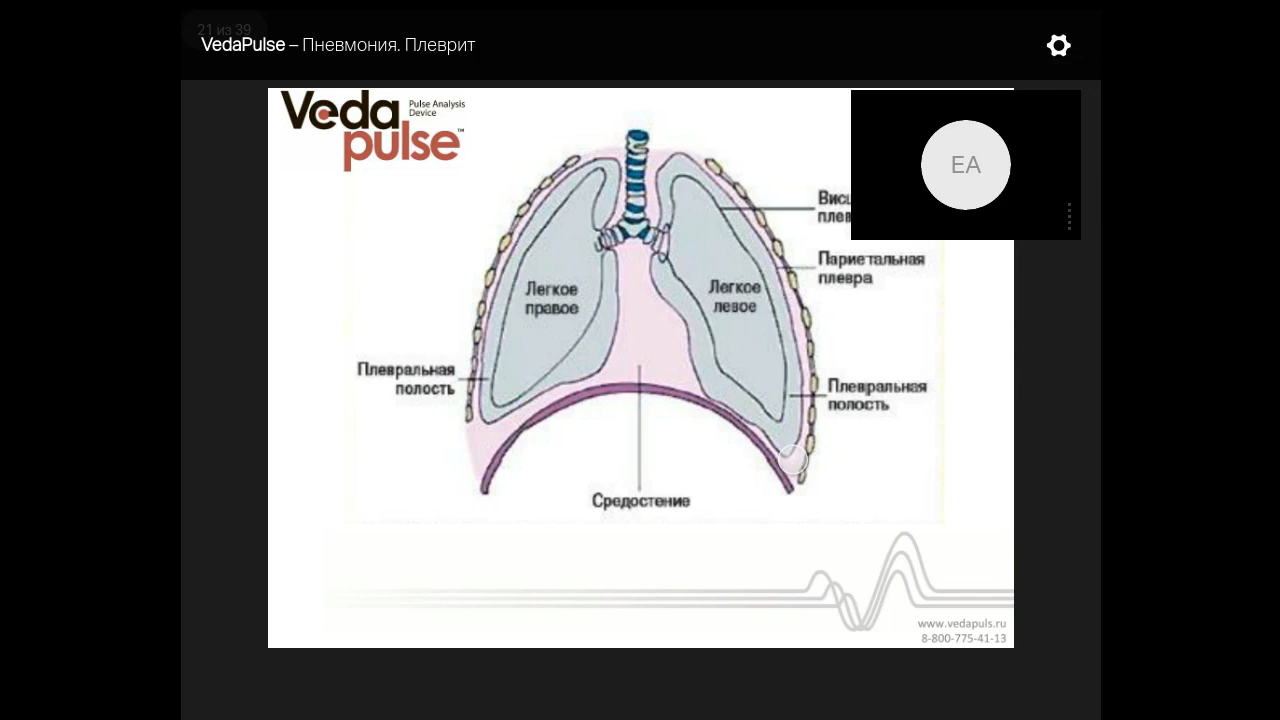 21 из 39
VedaPulse – Пневмония. Плеврит
Veda
pulse™
Pulse Analysis
Device
EA
Париетальная
плевра
Легкое
правое
Легкое
левое
Плевральная
полость
Плевральная
полость
Средостение
www.vedapuls.ru
8-800-775-41-13